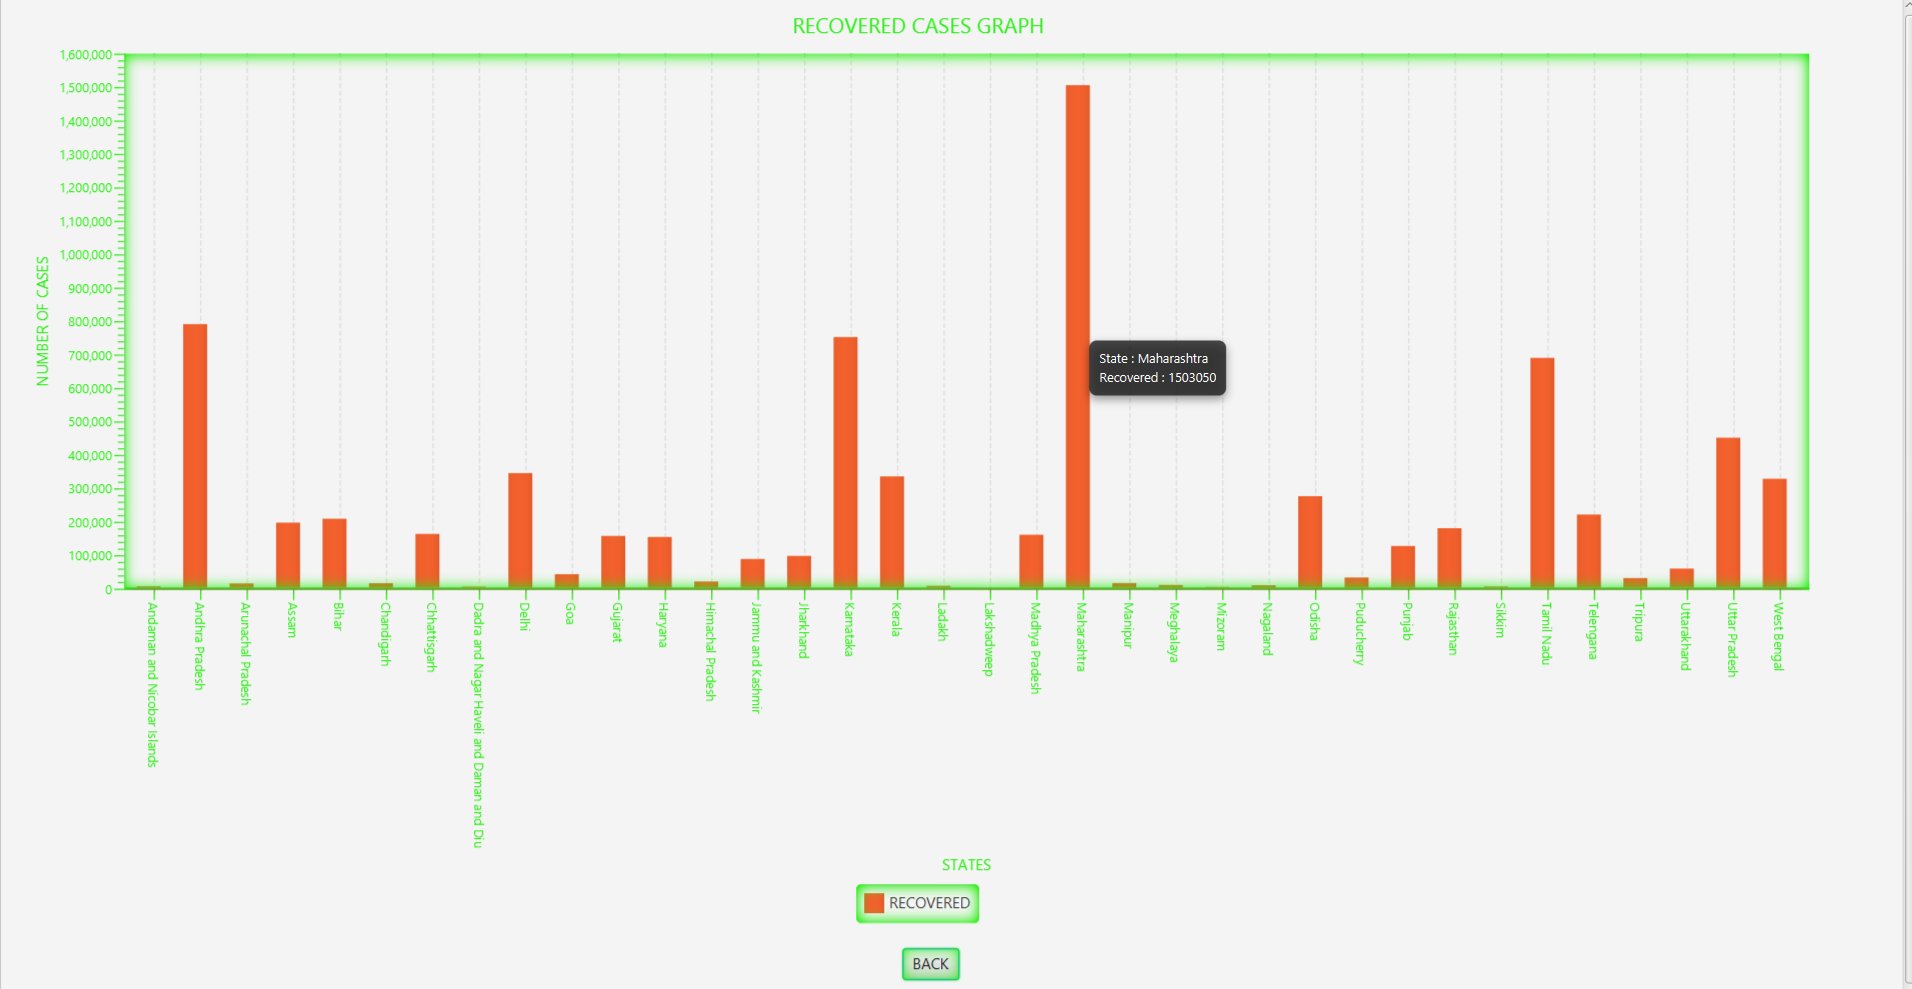 RECOVERED CASES GRAPH
1,600,000
1,500,000
1,400,000
1,300,000
1,200,000
1,100,000
1,000,000
900,000
800,000
700,000
600,000
500,000
400,000
300,000
200,000
100,000
0
NUMBER OF CASES
State : Maharashtra
Recovered : 1503050
Andaman and Nicobar Islands
Andhra Pradesh
Arunachal Pradesh
Assam
Bihar
Chandigarh
Chhattisgarh
Dadra and Nagar Haveli and Daman and Diu
Delhi
Goa
Gujarat
Haryana
Himachal Pradesh
Jammu and Kashmir
Jharkhand
Karnataka
Kerala
Ladakh
Lakshadweep
Madhya Pradesh
Maharashtra
Manipur
Meghalaya
Mizoram
Nagaland
Odisha
Puducherry
Punjab
Rajasthan
Sikkim
Tamil Nadu
Telengana
Tripura
Uttarakhand
Uttar Pradesh
West Bengal
STATES
RECOVERED
BACK